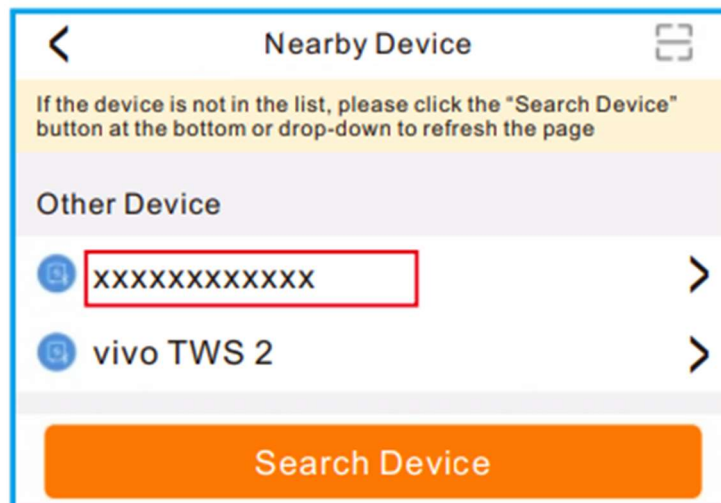 Nearby Device
If the device is not in the list, please click the “Search Device”
button at the bottom or drop-down to refresh the page
Other Device
xxxxxxxxxxxx
vivo TWS 2
Search Device